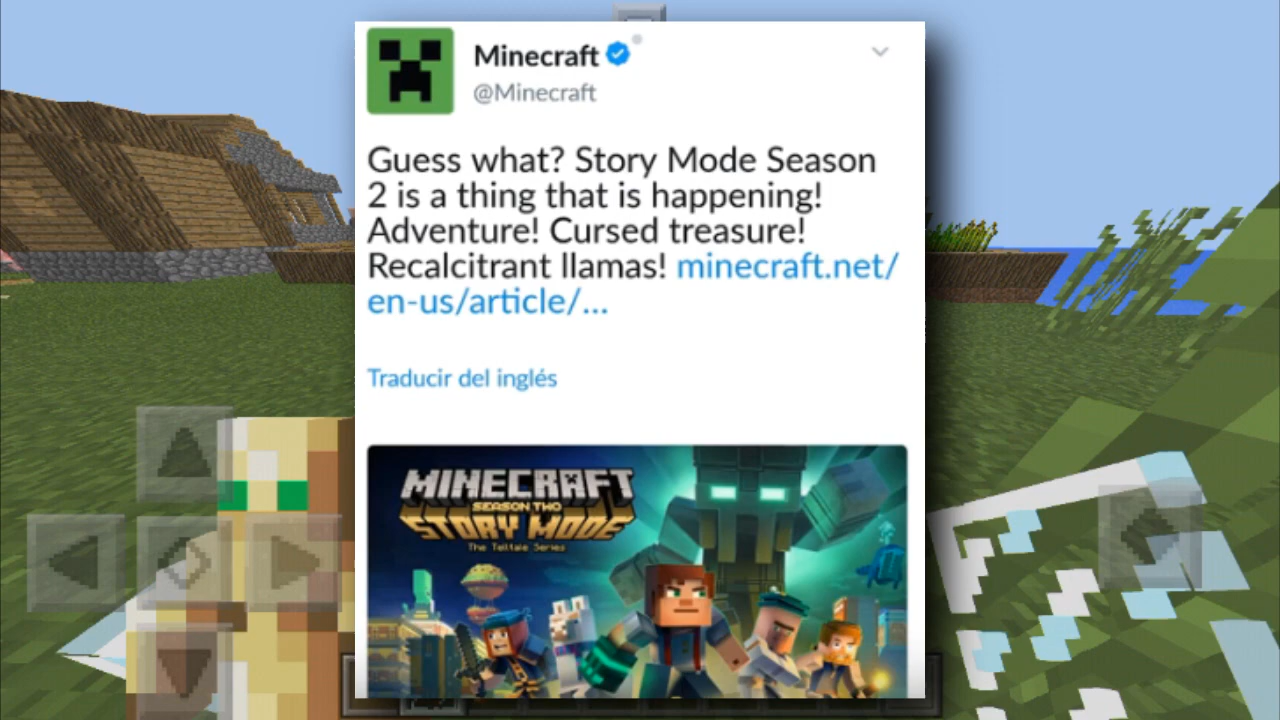 Minecraft
@Minecraft
Guess what? Story Mode Season
2 is a thing that is happening!
Adventure! Cursed treasure!
Recalcitrant llamas! minecraft.net/
en-us/article/...
Traducir del inglés
MINECRAFT
SEASON TWO
STORY MODE
The Telltale Series